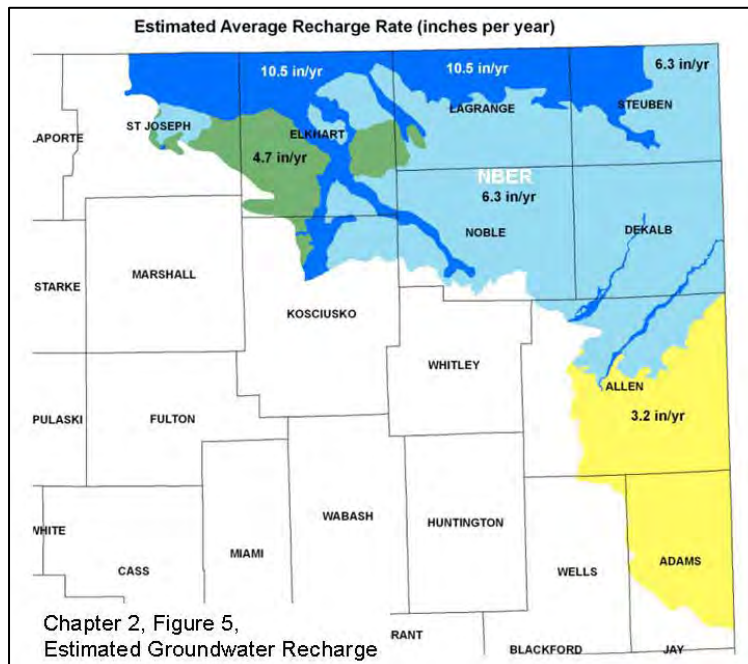 Estimated Average Recharge Rate (inches per year)
10.5 in/yr
10.5 in/yr
6.3 in/yr
LAGRANGE
STEUBEN
ST JOSEPH
ELKHART
.APORTE
4.7 in/yr
NBER
6.3 in/yr
NOBLE
DEKALB
MARSHALL
STARKE
KOSCIUSKO
WHITLEY
ALLEN
3.2 in/yr
PULASKI
FULTON
WABASH
HUNTINGTON
WHITE
MIAMI
CASS
WELLS
ADAMS
Chapter 2, Figure 5,
Estimated Groundwater Recharge
RANT
BLACKFORD
JAY